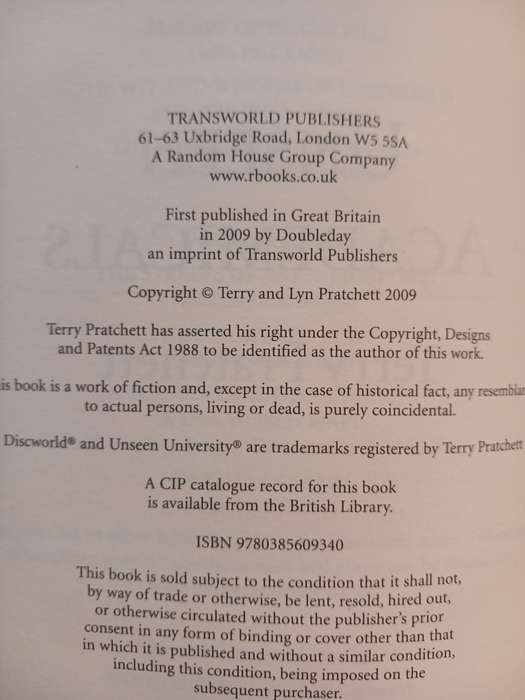 TRANSWORLD PUBLISHERS
61–63 Uxbridge Road, London W5 5SA
A Random House Group Company
www.rbooks.co.uk
First published in Great Britain
in 2009 by Doubleday
an imprint of Transworld Publishers
Copyright © Terry and Lyn Pratchett 2009
Terry Pratchett has asserted his right under the Copyright, Designs
and Patents Act 1988 to be identified as the author of this work.
is book is a work of fiction and, except in the case of historical fact, any resemblan
to actual persons, living or dead, is purely coincidental.
Discworld® and Unseen University® are trademarks registered by Terry Pratchett
A CIP catalogue record for this book
is available from the British Library.
ISBN 9780385609340
This book is sold subject to the condition that it shall not,
by way of trade or otherwise, be lent, resold, hired out,
or otherwise circulated without the publisher's prior
consent in any form of binding or cover other than that
in which it is published and without a similar condition,
including this condition, being imposed on the
subsequent purchaser.